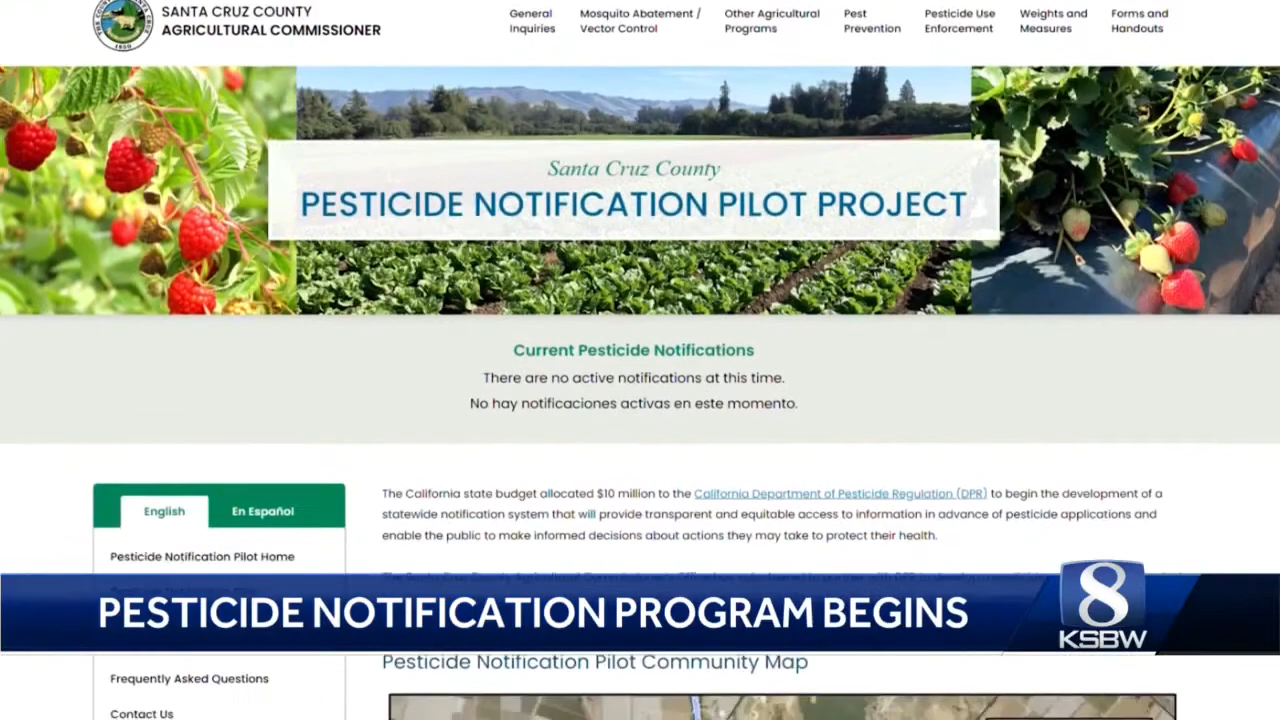 SANTA CRUZ COUNTY
AGRICULTURAL COMMISSIONER
1850
General
Inquiries
Mosquito Abatement /
Vector Control
Other Agricultural
Programs
Pest
Prevention
Pesticide Use
Enforcement
Weights and
Measures
Forms and
Handouts
Santa Cruz County
PESTICIDE NOTIFICATION PILOT PROJECT
Current Pesticide Notifications
There are no active notifications at this time.
No hay notificaciones activas en este momento.
English
En Español
Pesticide Notification Pilot Home
The California state budget allocated $10 million to the California Department of Pesticide Regulation (DPR) to begin the development of a
statewide notification system that will provide transparent and equitable access to information in advance of pesticide applications and
enable the public to make informed decisions about actions they may take to protect their health.
PESTICIDE NOTIFICATION PROGRAM BEGINS
8
KSBW
Pesticide Notification Pilot Community Map
Frequently Asked Questions
Contact Us